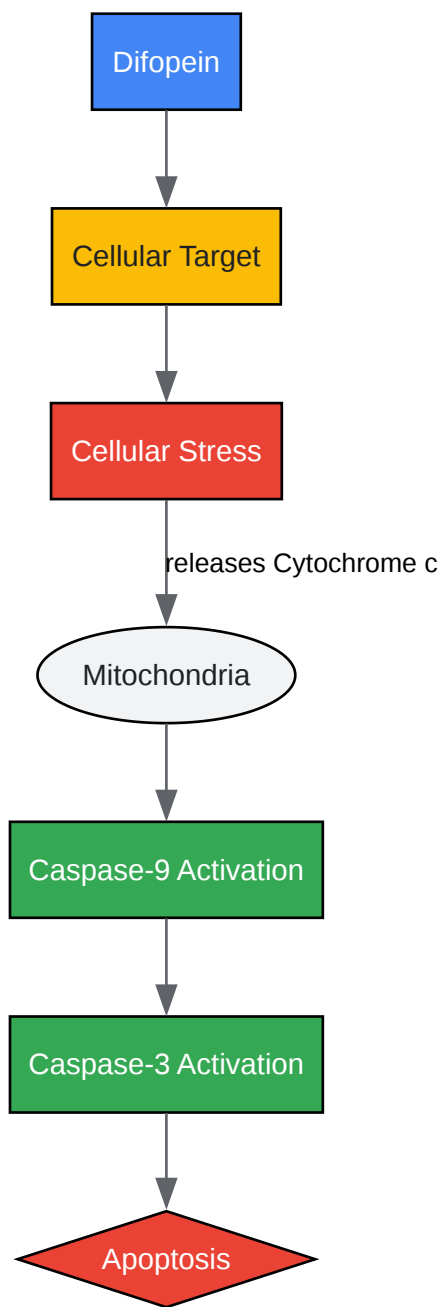 Difopein
Cellular Target
Cellular Stress
releases Cytochrome c
Mitochondria
Caspase-9 Activation
Caspase-3 Activation
Apoptosis